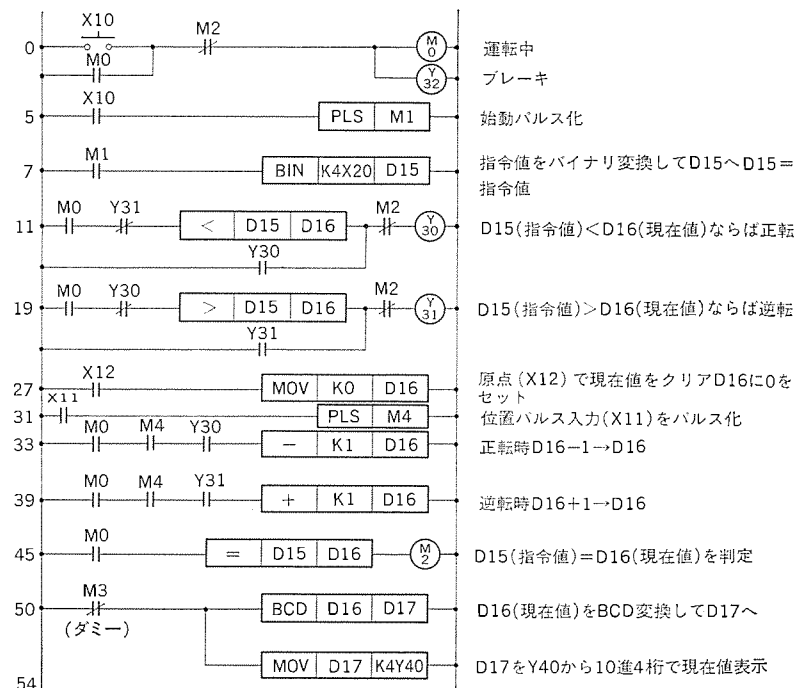 X10
M2
0
M
0
運転中
M0
Y
32
ブレーキ
X10
5
PLS M1
始動パルス化
M1
7
BIN K4X20 D15
指令値をバイナリ変換してD15へD15=
指令値
M0 Y31 M2
11
< D15 D16
Y
30
D15(指令値)<D16(現在値)ならば正転
Y30
M0 Y30 M2
19
> D15 D16
Y
31
D15(指令値)>D16(現在値)ならば逆転
Y31
X12
27
MOV K0 D16
原点(X12)で現在値をクリアD16に0を
セット
X11
31
PLS M4
位置パルス入力(X11)をパルス化
M0 M4 Y30
33
- K1 D16
正転時D16-1→D16
M0 M4 Y31
39
+ K1 D16
逆転時D16+1→D16
M0
45
= D15 D16
M
2
D15(指令値)=D16(現在値)を判定
M3
50
(ダミー)
BCD D16 D17
D16(現在値)をBCD変換してD17へ
MOV D17 K4Y40
D17をY40から10進4桁で現在値表示
54